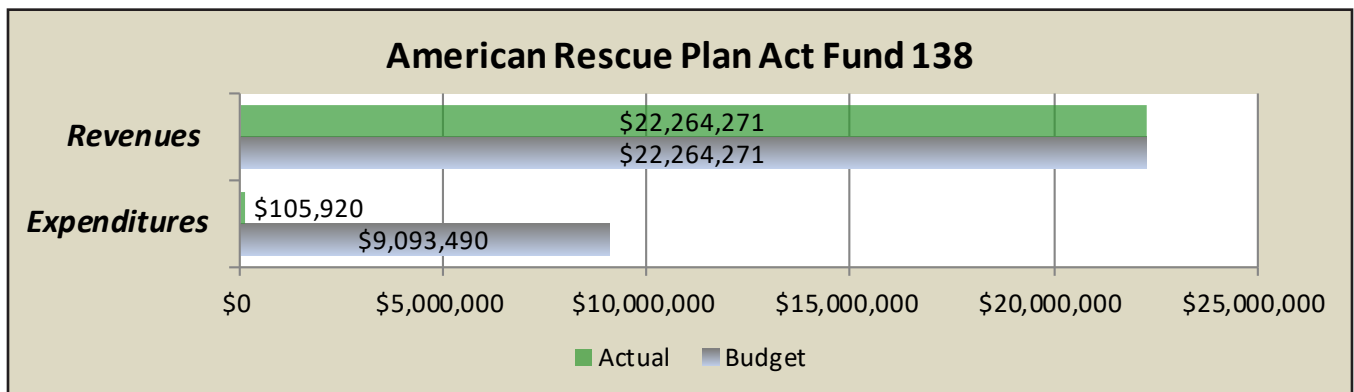 American Rescue Plan Act Fund 138
Revenues
$22,264,271
$22,264,271
Expenditures
$105,920
$9,093,490
$0 $5,000,000 $10,000,000 $15,000,000 $20,000,000 $25,000,000
Actual Budget